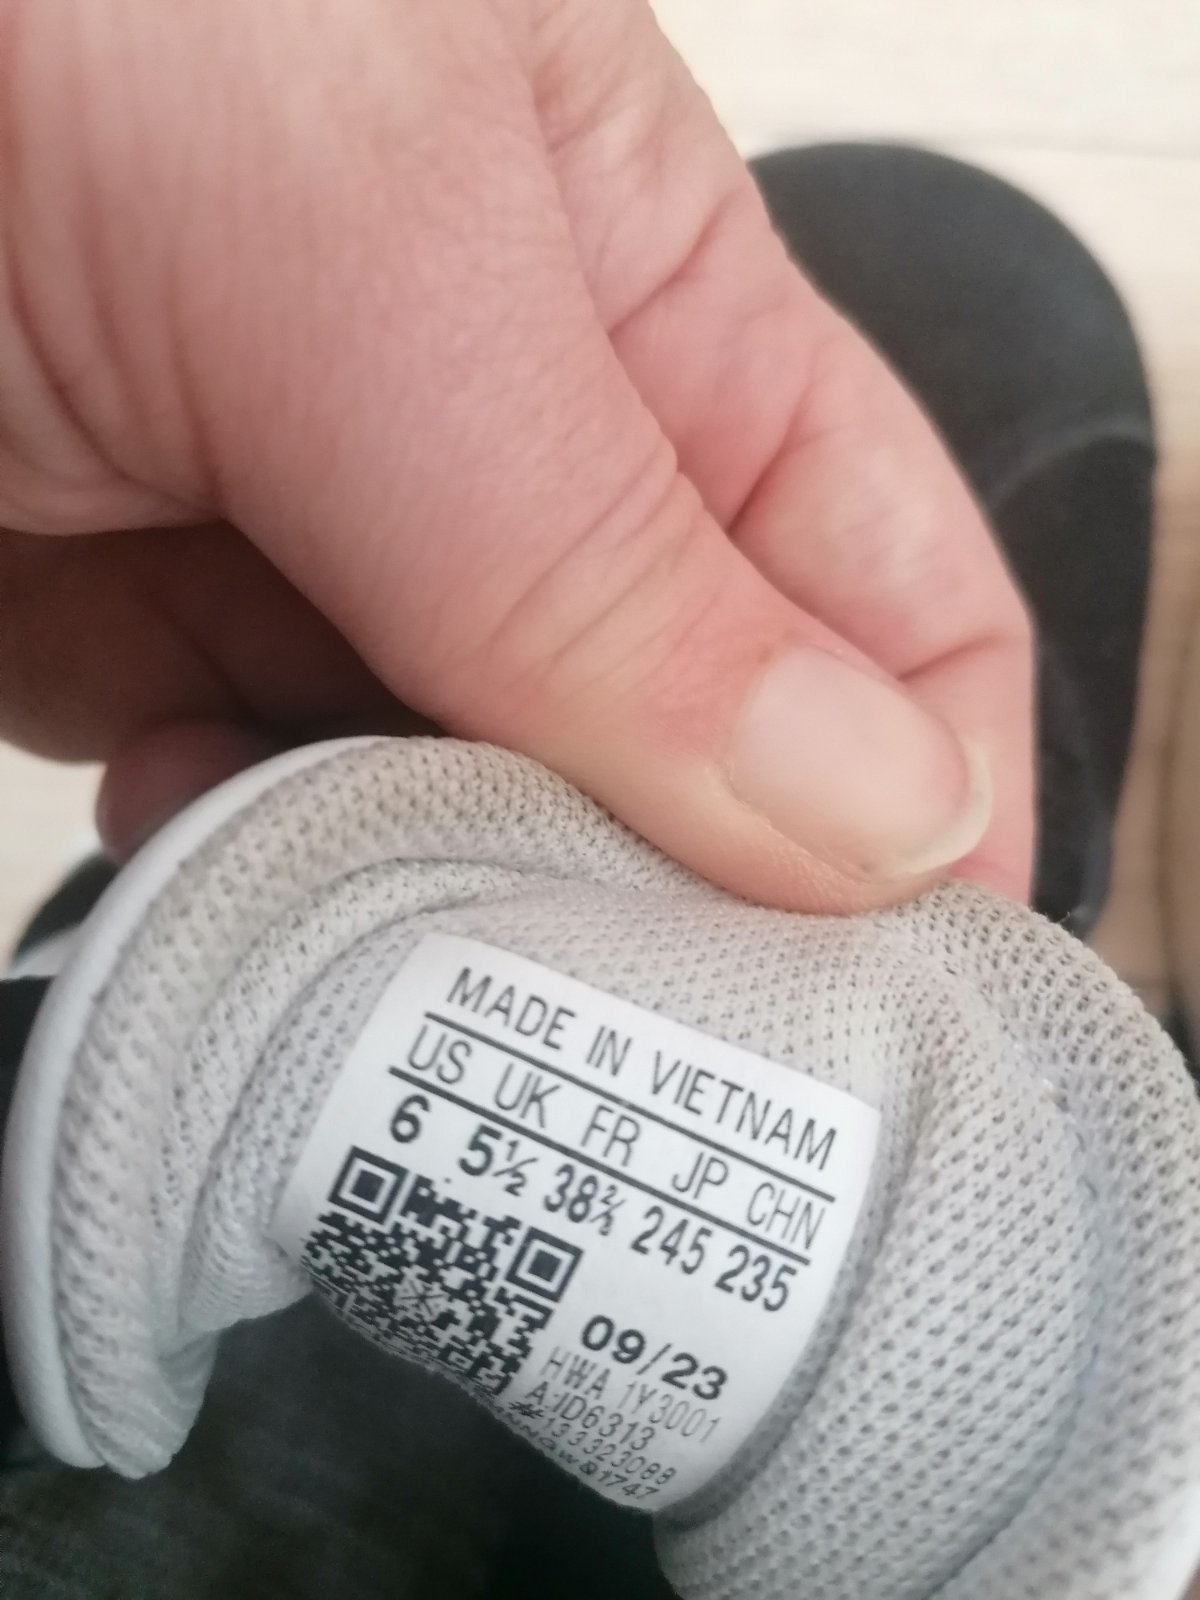 MADE IN VIETNAM
US UK FR JP CHN
6 5½ 38⅔ 245 235
09/23
HWA 1Y3001
A:ID6313
#133323088